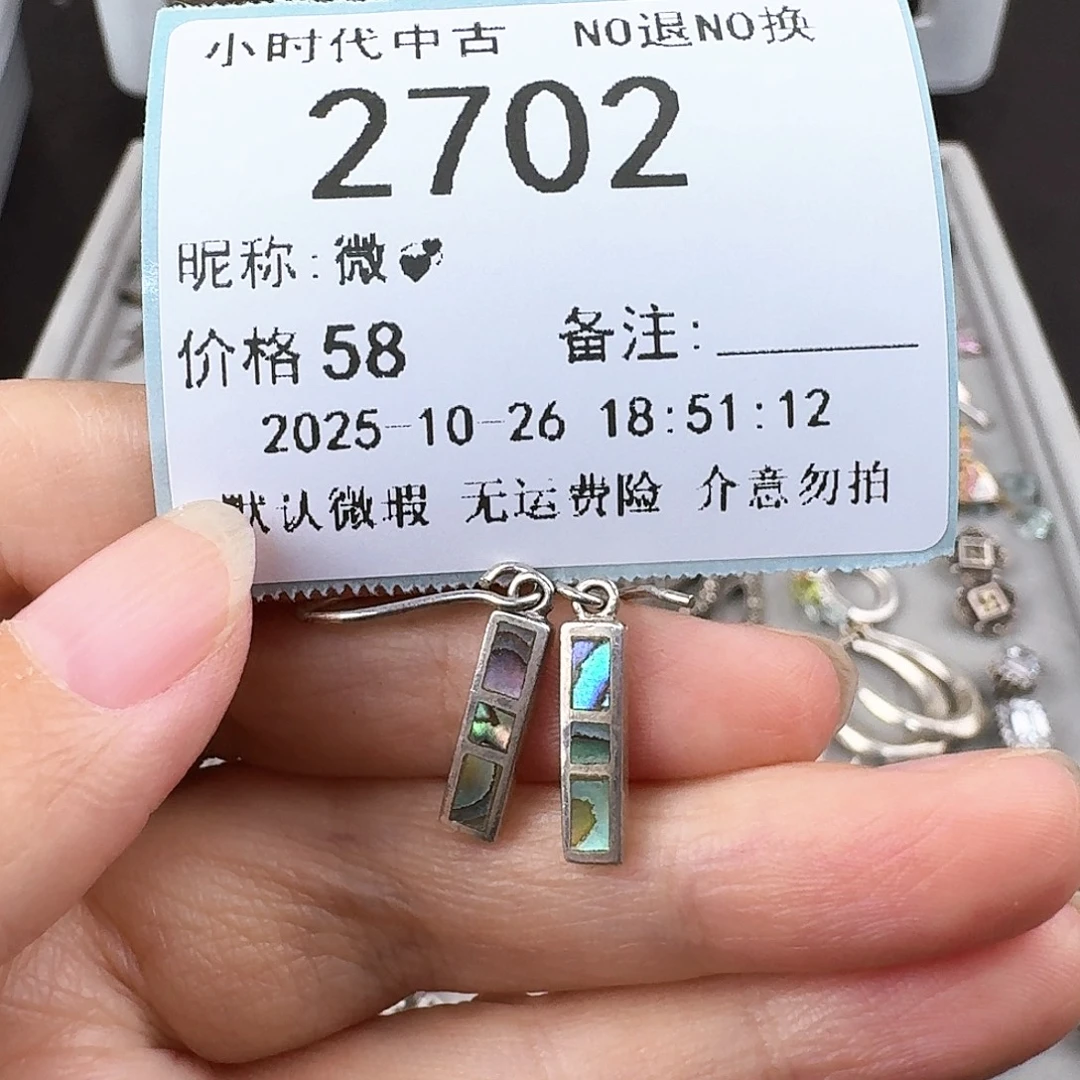 小时代中古 NO退NO换
2702
昵称:微💕
价格 58 备注:________
2025-10-26 18:51:12
默认微瑕 无运费险 介意勿拍